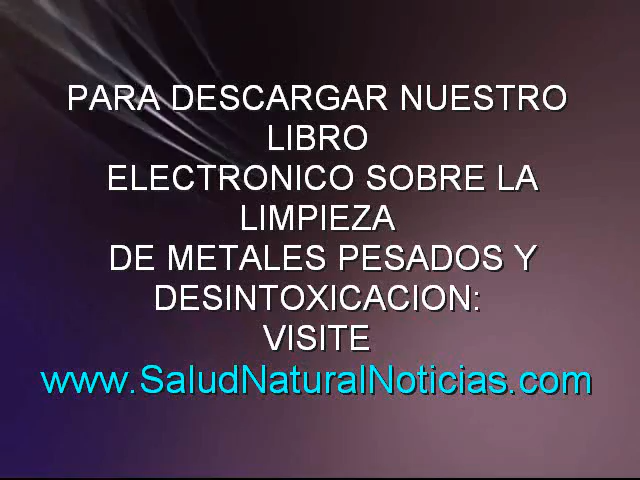 PARA DESCARGAR NUESTRO
LIBRO
ELECTRONICO SOBRE LA
LIMPIEZA
DE METALES PESADOS Y
DESINTOXICACION:
VISITE
www.SaludNaturalNoticias.com